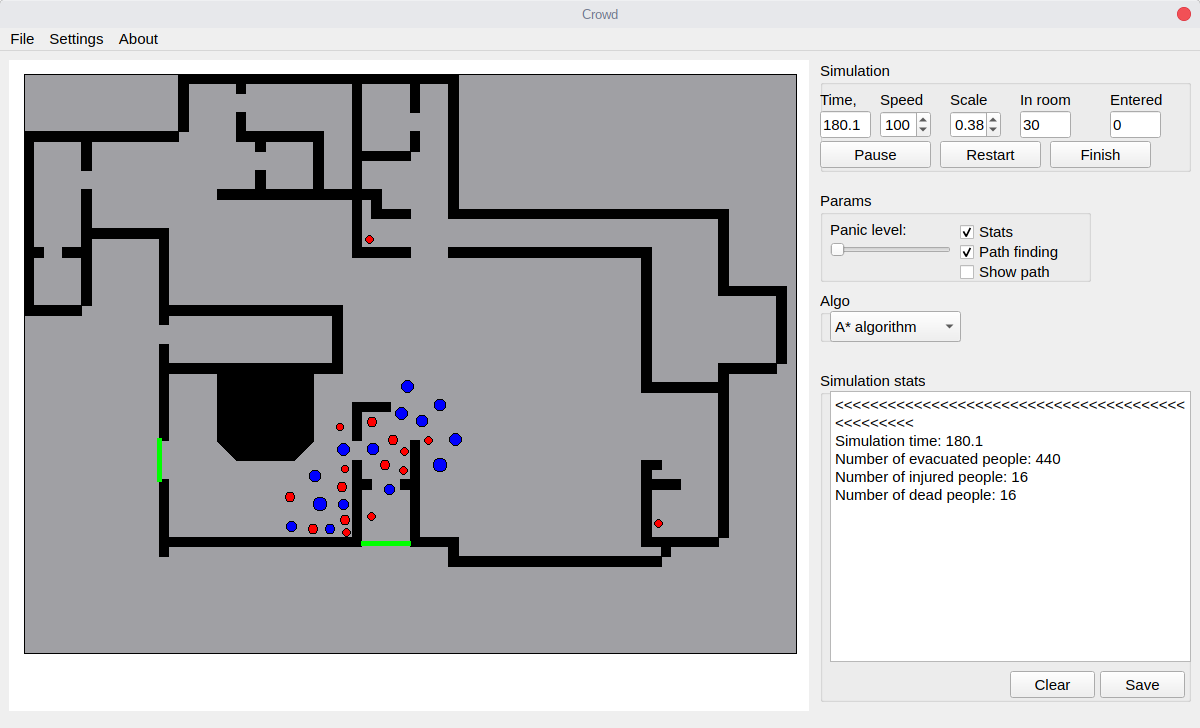 Crowd
File Settings About
Simulation
Time, Speed Scale In room Entered
180.1 100 0.38 30 0
Pause Restart Finish
Params
Panic level:
Stats
Path finding
Show path
Algo
A* algorithm
Simulation stats
<<<<<<<<<<<<<<<<<<<<<<<<<<<<<<<<<<<<<<<
<<<<<<<<<
Simulation time: 180.1
Number of evacuated people: 440
Number of injured people: 16
Number of dead people: 16
Clear Save